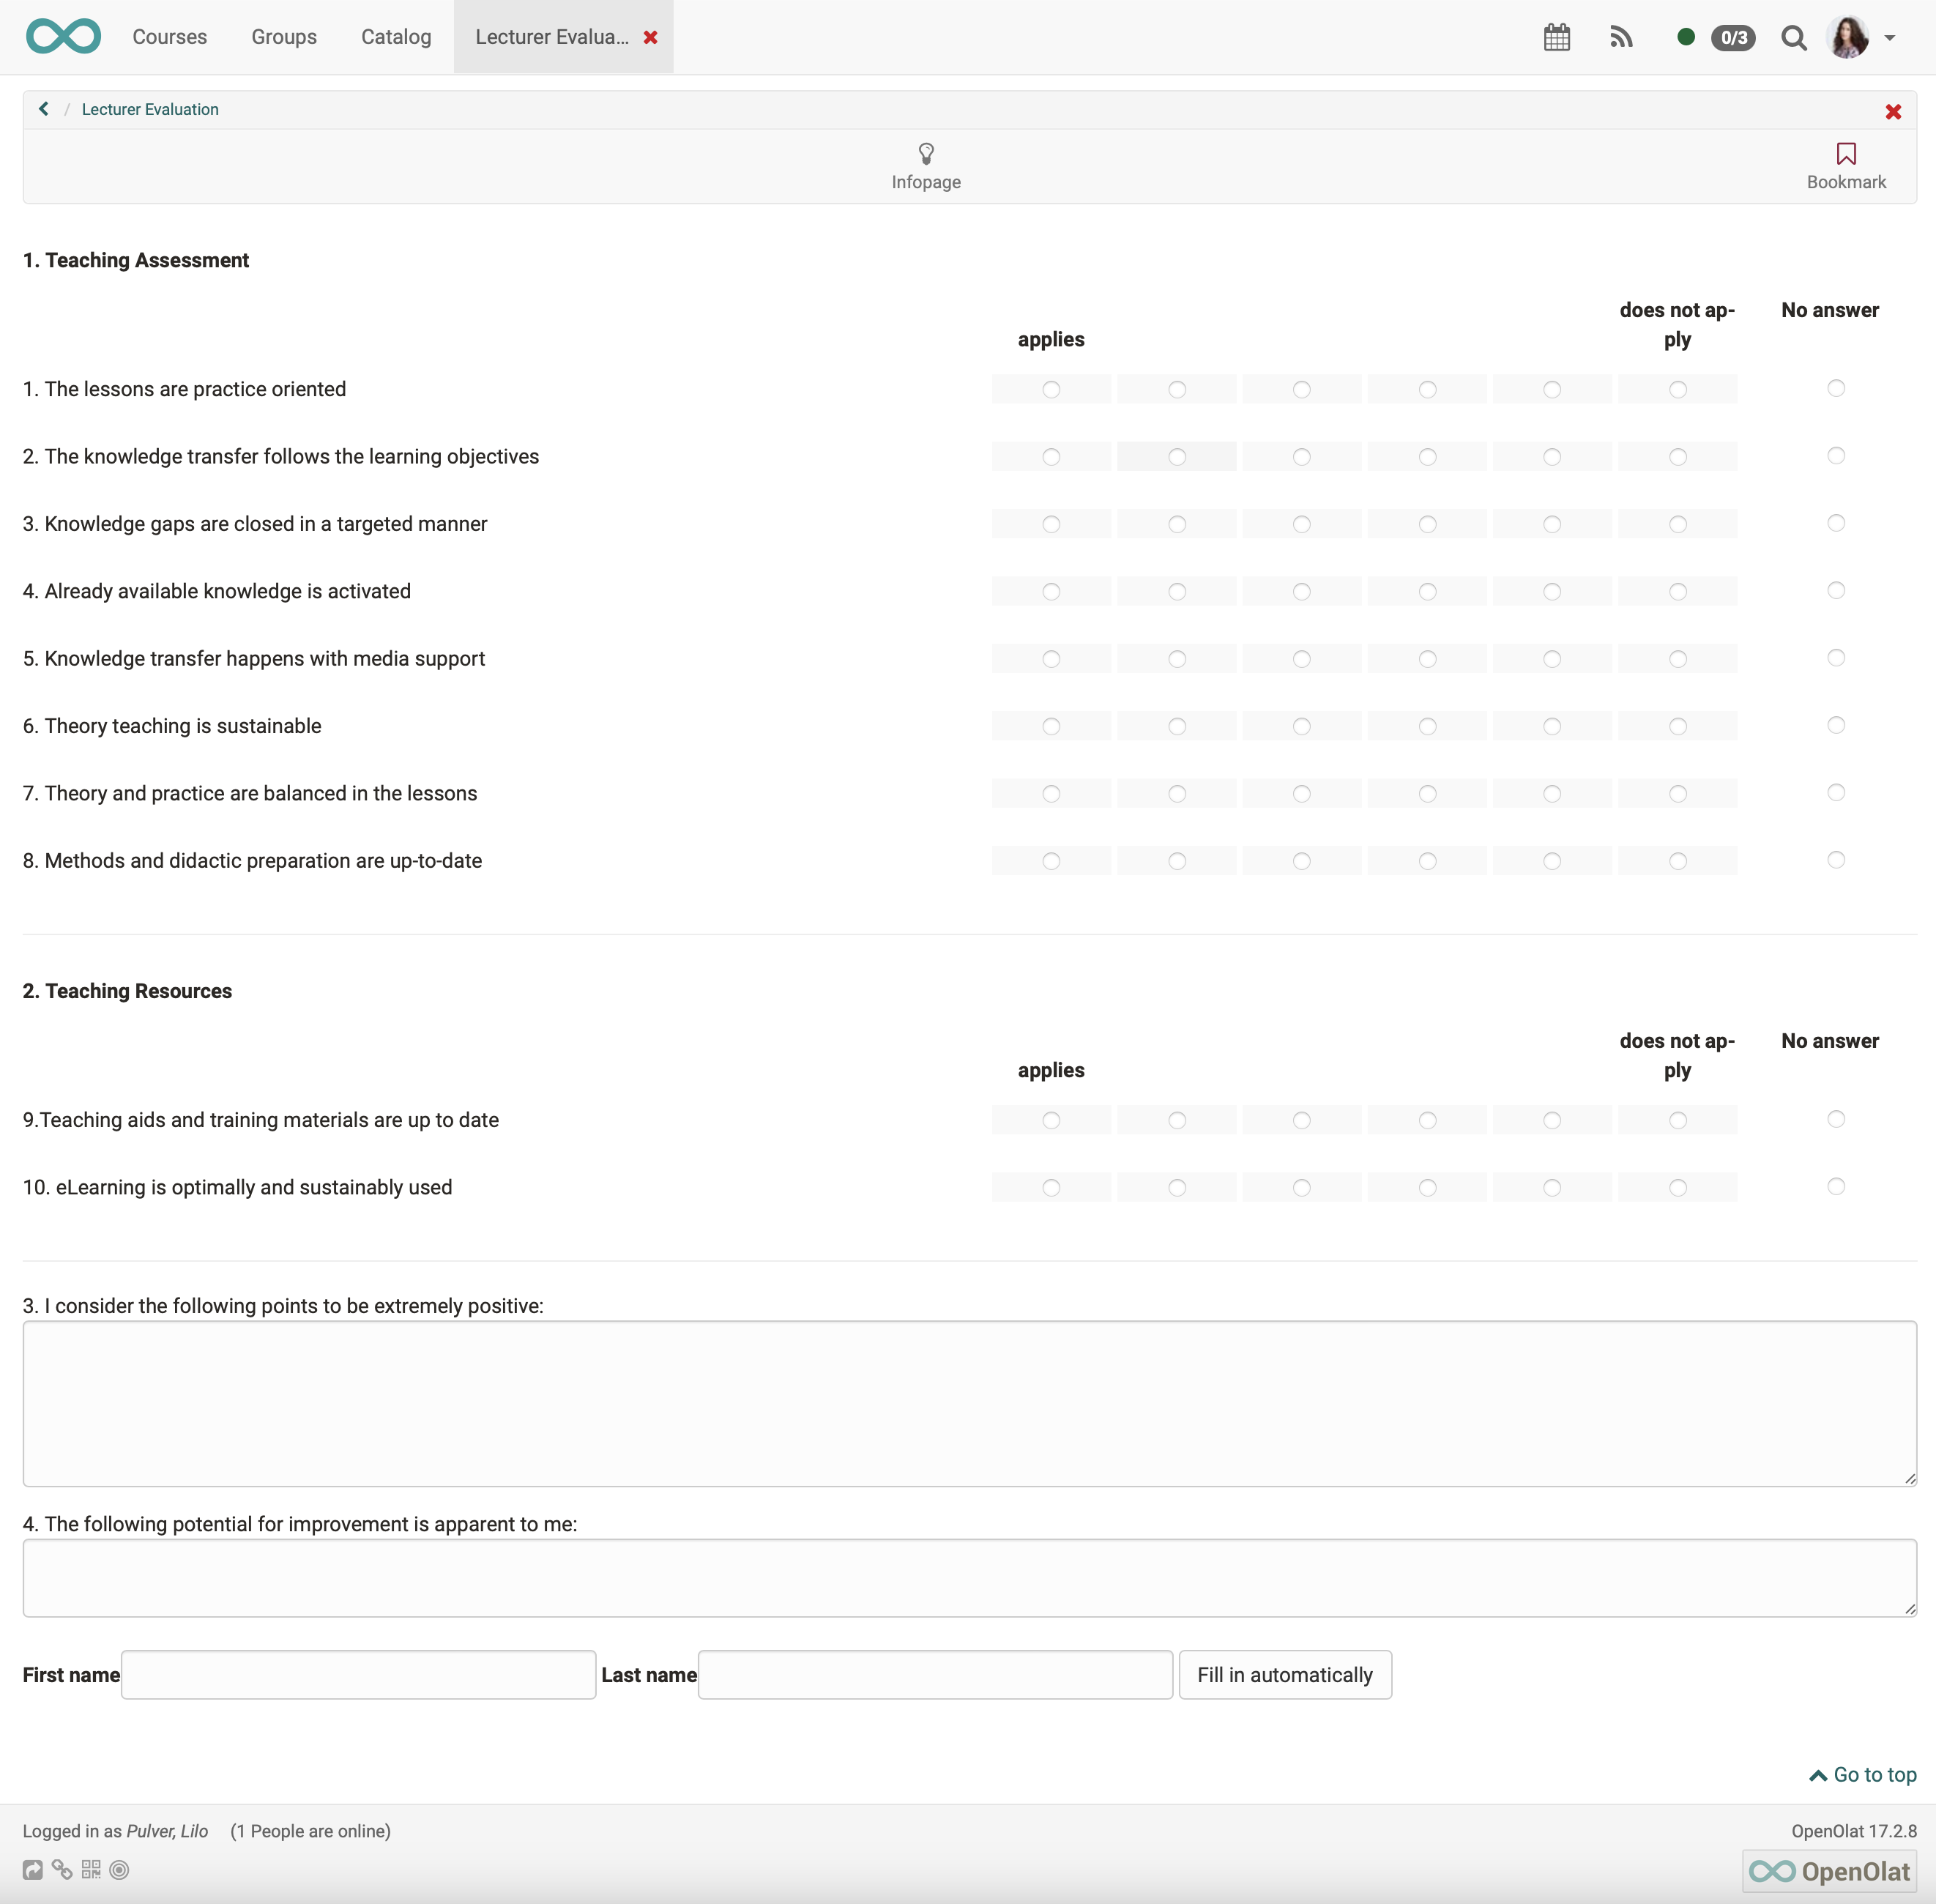 Courses Groups Catalog Lecturer Evalua... 0/3
/ Lecturer Evaluation
Infopage Bookmark
1. Teaching Assessment
applies does not ap-
ply No answer
1. The lessons are practice oriented
2. The knowledge transfer follows the learning objectives
3. Knowledge gaps are closed in a targeted manner
4. Already available knowledge is activated
5. Knowledge transfer happens with media support
6. Theory teaching is sustainable
7. Theory and practice are balanced in the lessons
8. Methods and didactic preparation are up-to-date
2. Teaching Resources
applies does not ap-
ply No answer
9.Teaching aids and training materials are up to date
10. eLearning is optimally and sustainably used
3. I consider the following points to be extremely positive:
4. The following potential for improvement is apparent to me:
First name Last name Fill in automatically
Go to top
Logged in as Pulver, Lilo (1 People are online) OpenOlat 17.2.8
OpenOlat